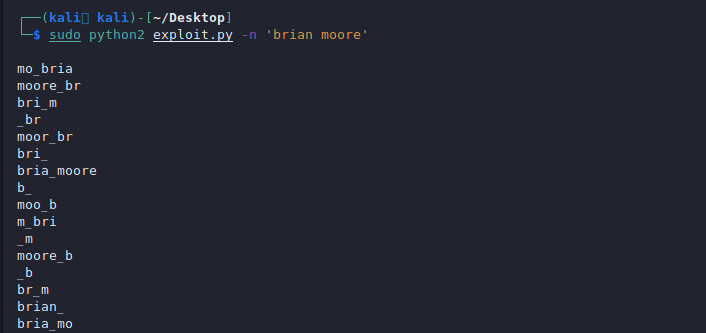 ┌──(kali㉿ kali)-[~/Desktop]
└─$ sudo python2 exploit.py -n 'brian moore'
mo_bria
moore_br
bri_m
_br
moor_br
bri_
bria_moore
b_
moo_b
m_bri
_m
moore_b
_b
br_m
brian_
bria_mo